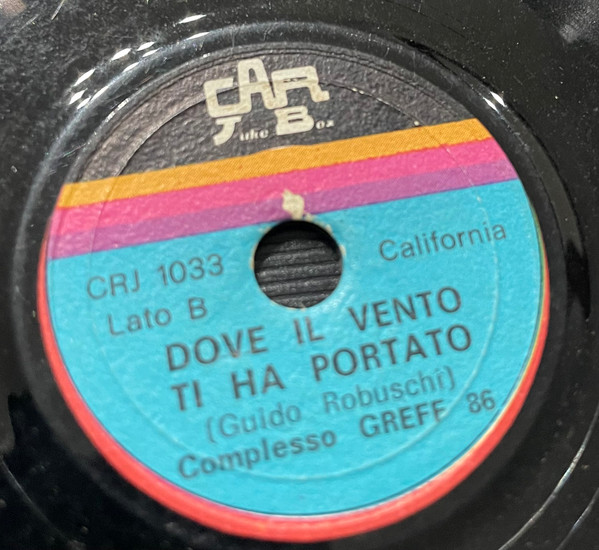 CAR
Juke Box
CRJ 1033
California
Lato B
DOVE IL VENTO
TI HA PORTATO
(Guido Robuschi)
Complesso GREFF 86